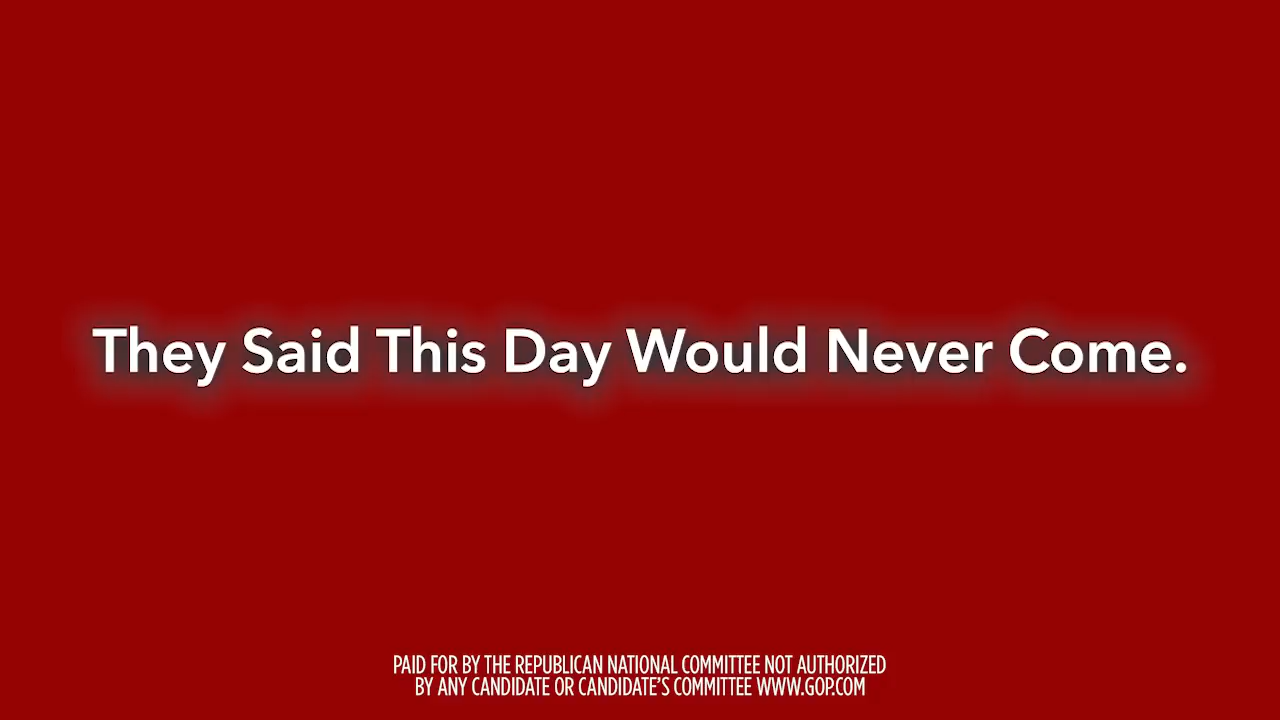 They Said This Day Would Never Come.
PAID FOR BY THE REPUBLICAN NATIONAL COMMITTEE NOT AUTHORIZED
BY ANY CANDIDATE OR CANDIDATE'S COMMITTEE WWW.GOP.COM